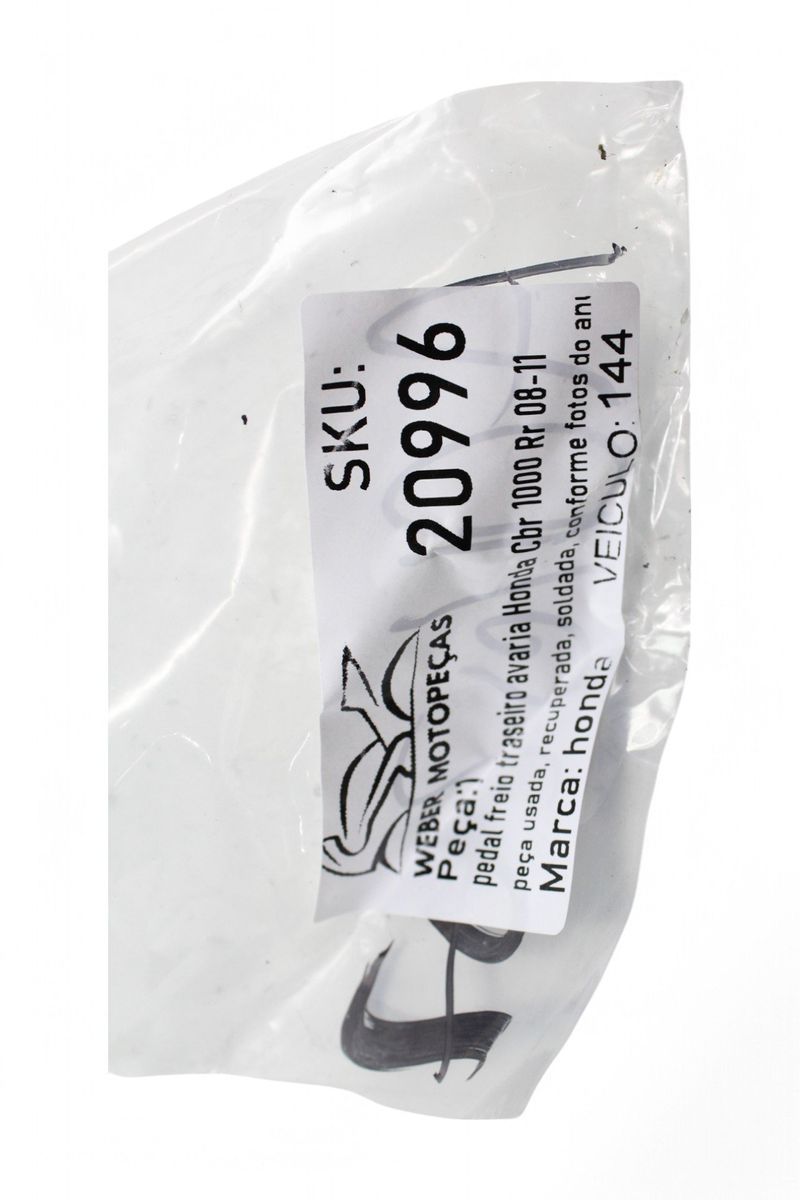 SKU:
20996
WEBER MOTOPEÇAS
Peça:)
pedal freio traseiro avaria Honda Cbr 1000 Rr 08-11
peça usada, recuperada, soldada, conforme fotos do anu
Marca: honda VEICULO: 144